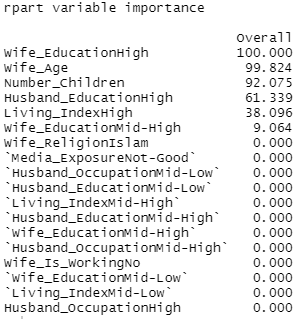 rpart variable importance
Overall
Wife_EducationHigh 100.000
Wife_Age 99.824
Number_Children 92.075
Husband_EducationHigh 61.339
Living_IndexHigh 38.096
Wife_EducationMid-High 9.064
Wife_ReligionIslam 0.000
`Media_ExposureNot-Good` 0.000
`Husband_OccupationMid-Low` 0.000
`Husband_EducationMid-Low` 0.000
`Living_IndexMid-High` 0.000
`Husband_EducationMid-High` 0.000
`Wife_EducationMid-High` 0.000
`Husband_OccupationMid-High` 0.000
Wife_Is_WorkingNo 0.000
`Wife_EducationMid-Low` 0.000
`Living_IndexMid-Low` 0.000
Husband_OccupationHigh 0.000